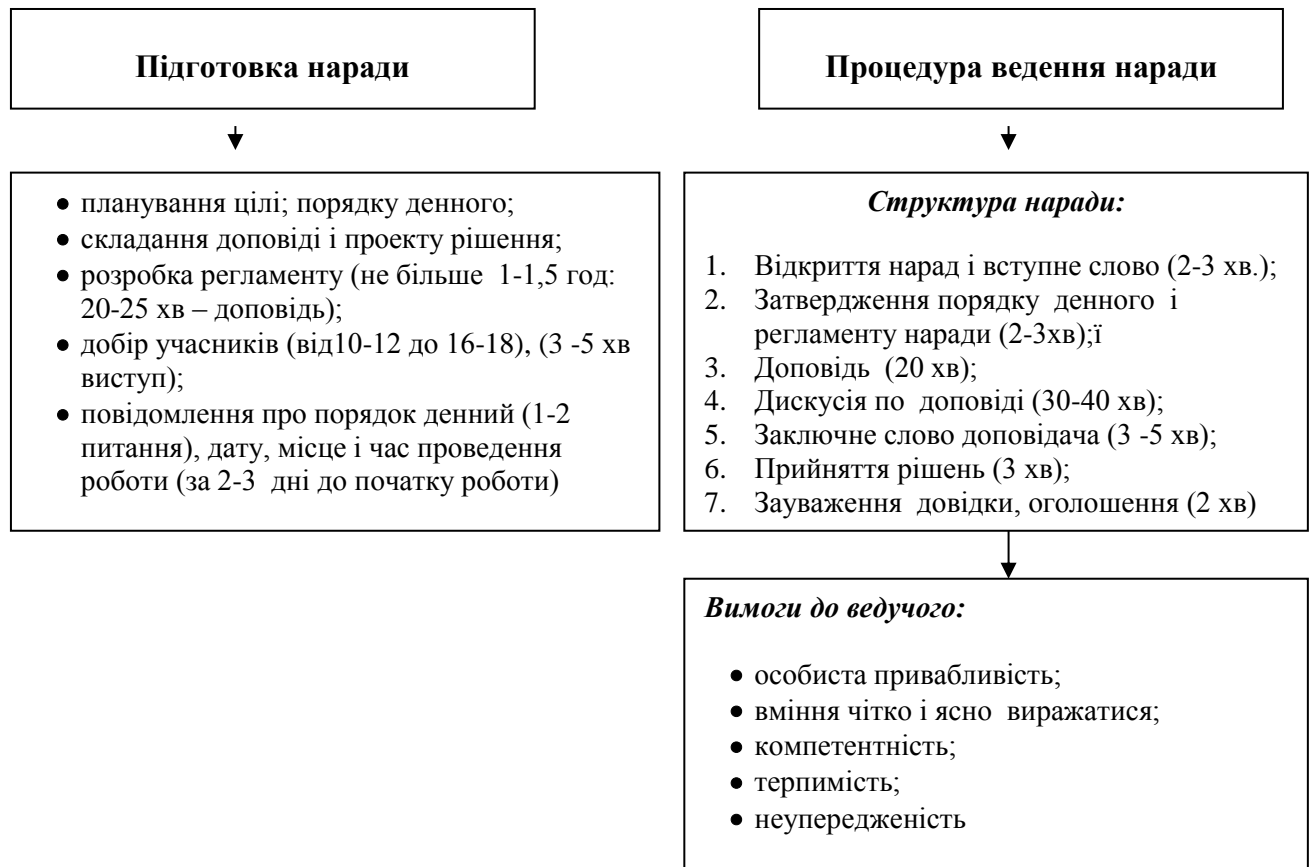 Підготовка наради
• планування цілі; порядку денного;
• складання доповіді і проекту рішення;
• розробка регламенту (не більше 1-1,5 год:
20-25 хв – доповідь);
• добір учасників (від10-12 до 16-18), (3 -5 хв
виступ);
• повідомлення про порядок денний (1-2
питання), дату, місце і час проведення
роботи (за 2-3 дні до початку роботи)
Процедура ведення наради
Структура наради:
1. Відкриття нарад і вступне слово (2-3 хв.);
2. Затвердження порядку денного і
регламенту наради (2-3хв);ї
3. Доповідь (20 хв);
4. Дискусія по доповіді (30-40 хв);
5. Заключне слово доповідача (3 -5 хв);
6. Прийняття рішень (3 хв);
7. Зауваження довідки, оголошення (2 хв)
Вимоги до ведучого:
• особиста привабливість;
• вміння чітко і ясно виражатися;
• компетентність;
• терпимість;
• неупередженість